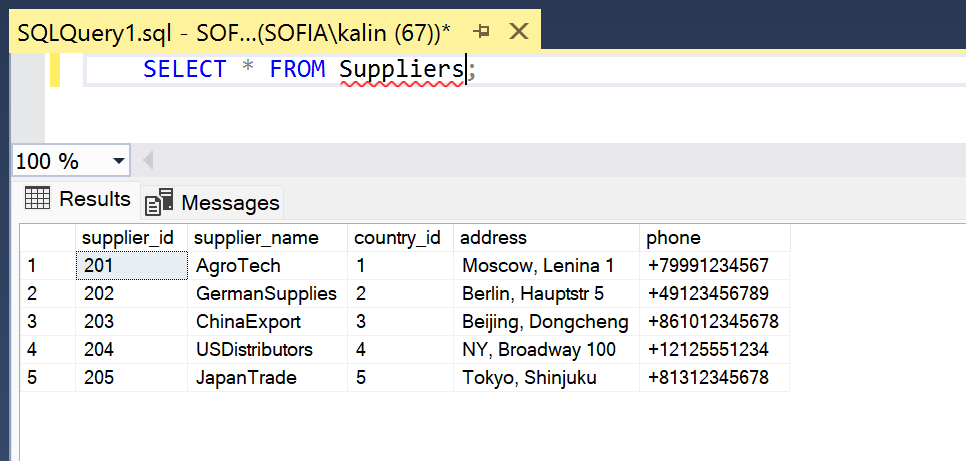 SQLQuery1.sql - SOF...(SOFIA\kalin (67))*
SELECT * FROM Suppliers;
100 %
Results Messages
supplier_id supplier_name country_id address phone
1 201 AgroTech 1 Moscow, Lenina 1 +79991234567
2 202 GermanSupplies 2 Berlin, Hauptstr 5 +49123456789
3 203 ChinaExport 3 Beijing, Dongcheng +861012345678
4 204 USDistributors 4 NY, Broadway 100 +12125551234
5 205 JapanTrade 5 Tokyo, Shinjuku +81312345678